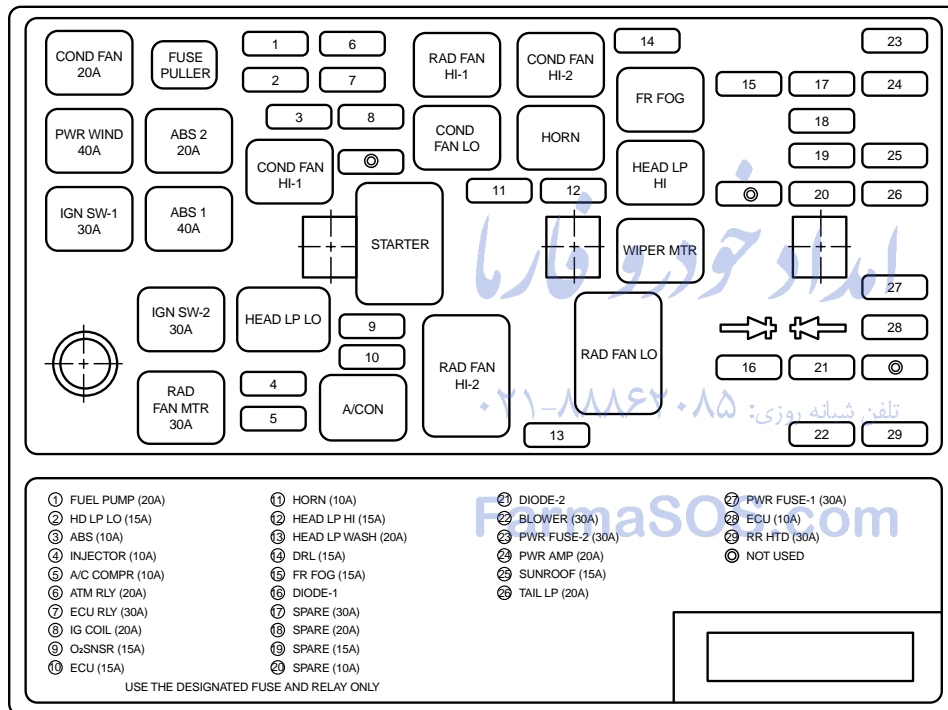 COND FAN
20A
FUSE
PULLER
1
6
2
7
RAD FAN
HI-1
COND FAN
HI-2
14
23
FR FOG
15
17
24
PWR WIND
40A
ABS 2
20A
3
8
COND
FAN LO
HORN
18
COND FAN
HI-1
HEAD LP
HI
19
25
IGN SW-1
30A
ABS 1
40A
STARTER
11
12
20
26
امداد خودرو فارما
WIPER MTR
27
IGN SW-2
30A
HEAD LP LO
9
10
RAD FAN
HI-2
RAD FAN LO
28
16
21
RAD
FAN MTR
30A
4
5
A/CON
تلفن شبانه روزی: ۸۸۸۶۲۰۸۵-۰۲۱
13
22
29
① FUEL PUMP (20A)
② HD LP LO (15A)
③ ABS (10A)
④ INJECTOR (10A)
⑤ A/C COMPR (10A)
⑥ ATM RLY (20A)
⑦ ECU RLY (30A)
⑧ IG COIL (20A)
⑨ O₂SNSR (15A)
⑩ ECU (15A)
⑪ HORN (10A)
⑫ HEAD LP HI (15A)
⑬ HEAD LP WASH (20A)
⑭ DRL (15A)
⑮ FR FOG (15A)
⑯ DIODE-1
⑰ SPARE (30A)
⑱ SPARE (20A)
⑲ SPARE (15A)
⑳ SPARE (10A)
㉑ DIODE-2
㉒ BLOWER (30A)
㉓ PWR FUSE-2 (30A)
㉔ PWR AMP (20A)
㉕ SUNROOF (15A)
㉖ TAIL LP (20A)
㉗ PWR FUSE-1 (30A)
㉘ ECU (10A)
㉙ RR HTD (30A)
◎ NOT USED
FarmaSOS.com
USE THE DESIGNATED FUSE AND RELAY ONLY